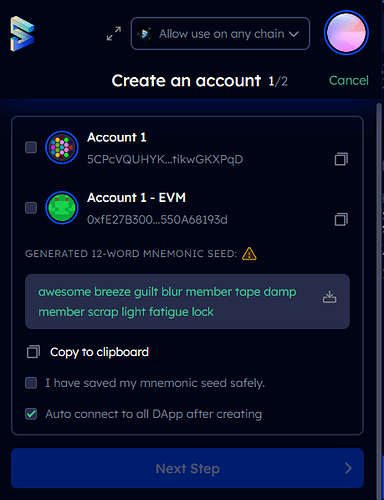 Allow use on any chain
Create an account 1/2 Cancel
Account 1
5CPcVQUHYK...tikwGKXPqD
Account 1 - EVM
0xfE27B300...550A68193d
GENERATED 12-WORD MNEMONIC SEED:
awesome breeze guilt blur member tape damp
member scrap light fatigue lock
Copy to clipboard
I have saved my mnemonic seed safely.
Auto connect to all DApp after creating
Next Step